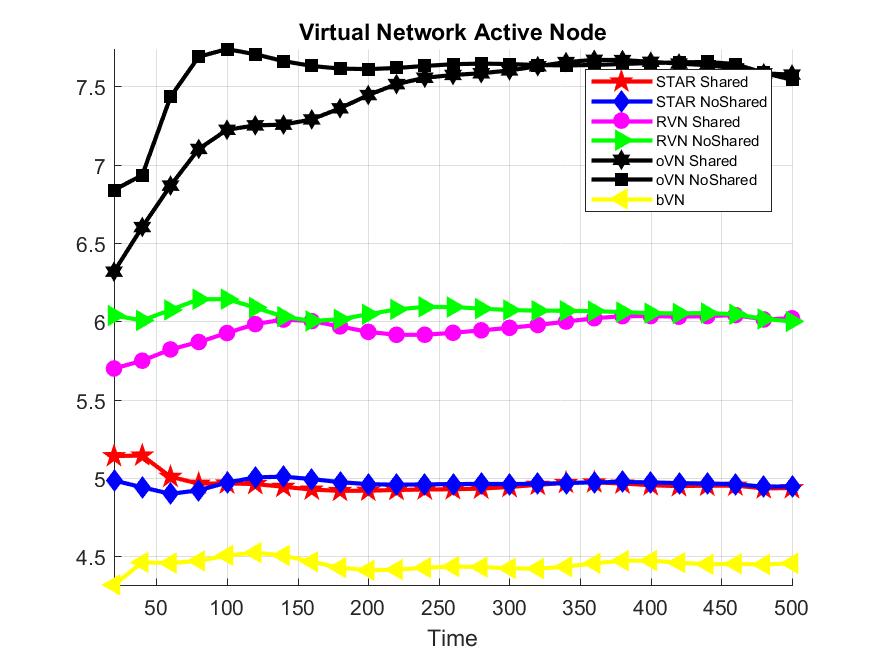 Virtual Network Active Node
7.5
7
6.5
6
5.5
5
4.5
STAR Shared
STAR NoShared
RVN Shared
RVN NoShared
oVN Shared
oVN NoShared
bVN
50 100 150 200 250 300 350 400 450 500
Time